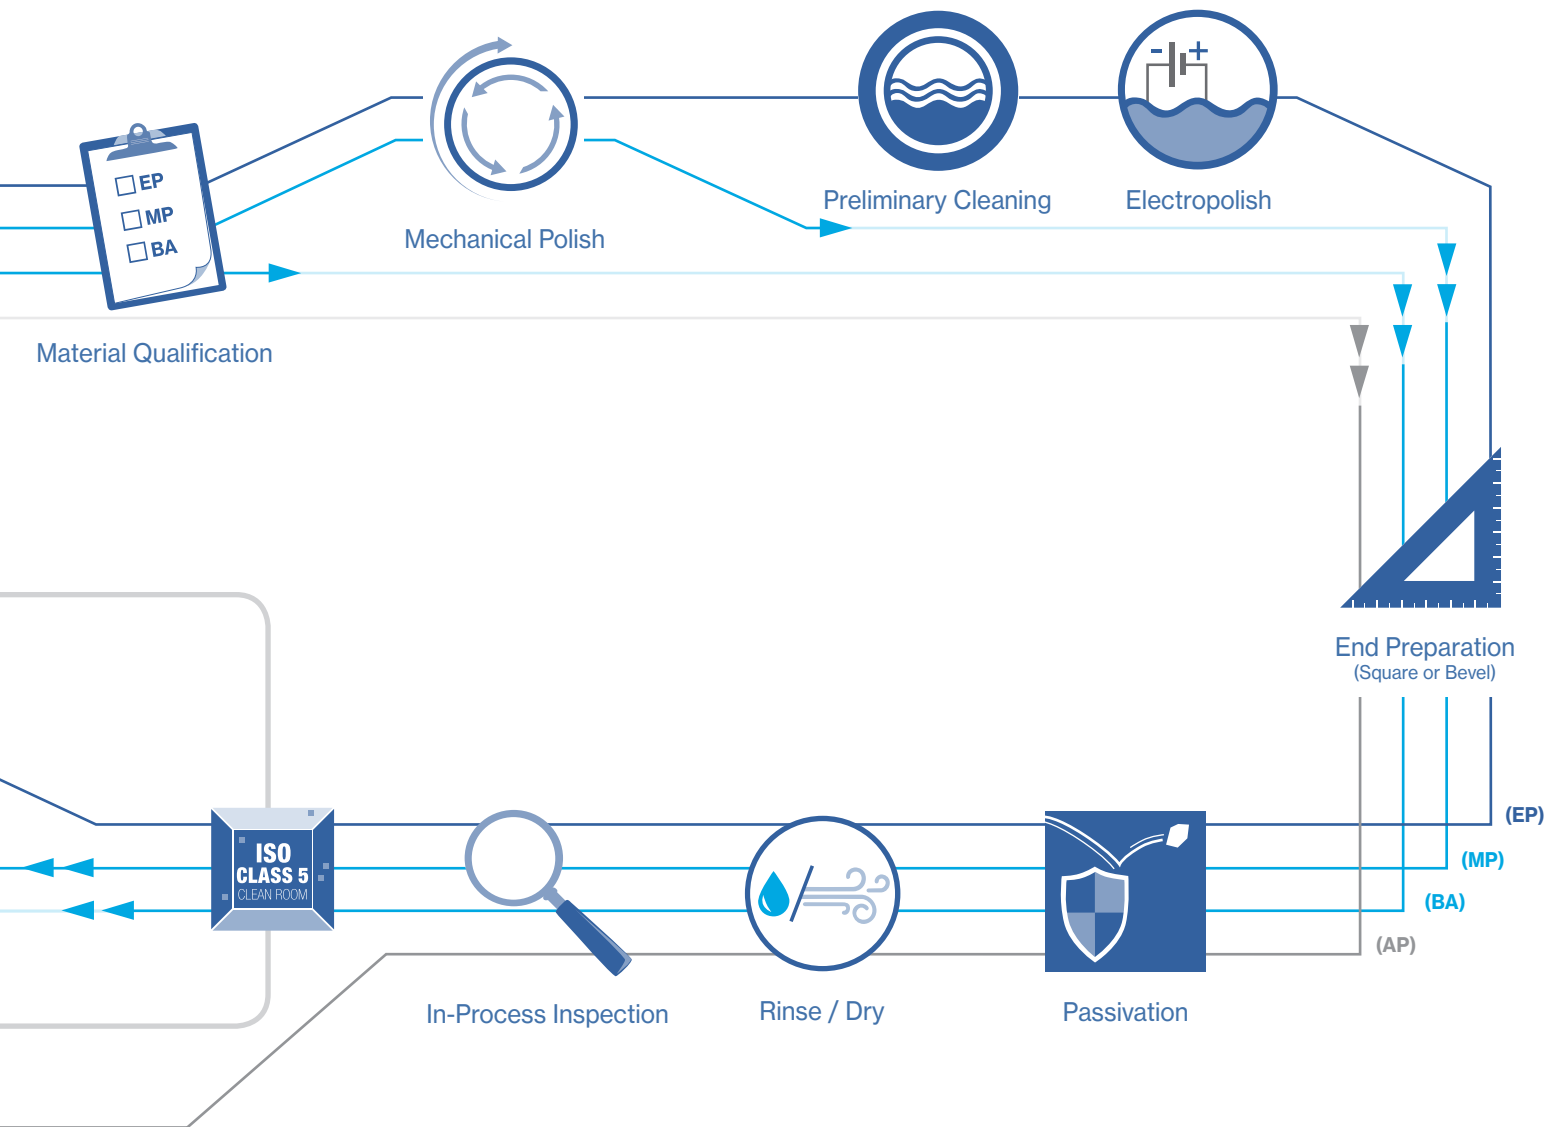 - +
EP
MP
BA
Preliminary Cleaning
Electropolish
Mechanical Polish
Material Qualification
End Preparation
(Square or Bevel)
(EP)
(MP)
(BA)
(AP)
ISO
CLASS 5
CLEAN ROOM
In-Process Inspection
Rinse / Dry
Passivation